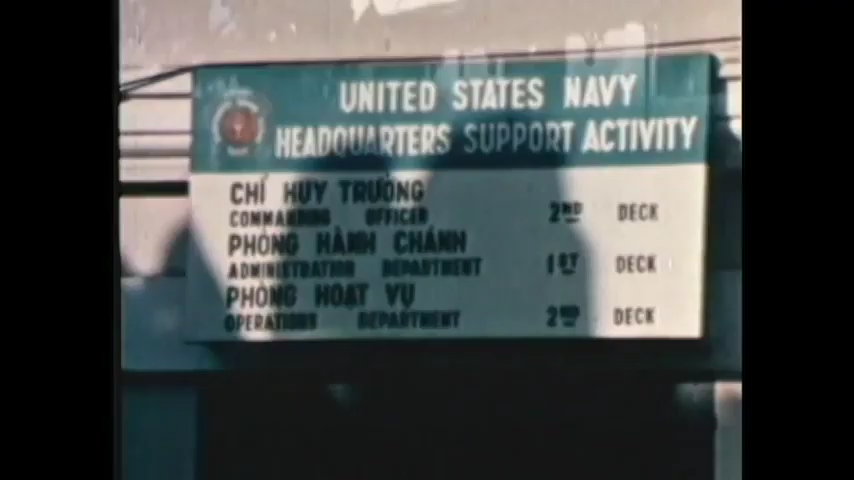 UNITED STATES NAVY
HEADQUARTERS SUPPORT ACTIVITY
CHỈ HUY TRƯỞNG
COMMANDING OFFICER 2ND DECK
PHÒNG HÀNH CHÁNH
ADMINISTRATION DEPARTMENT 1ST DECK
PHÒNG HOẠT VỤ
OPERATIONS DEPARTMENT 2ND DECK